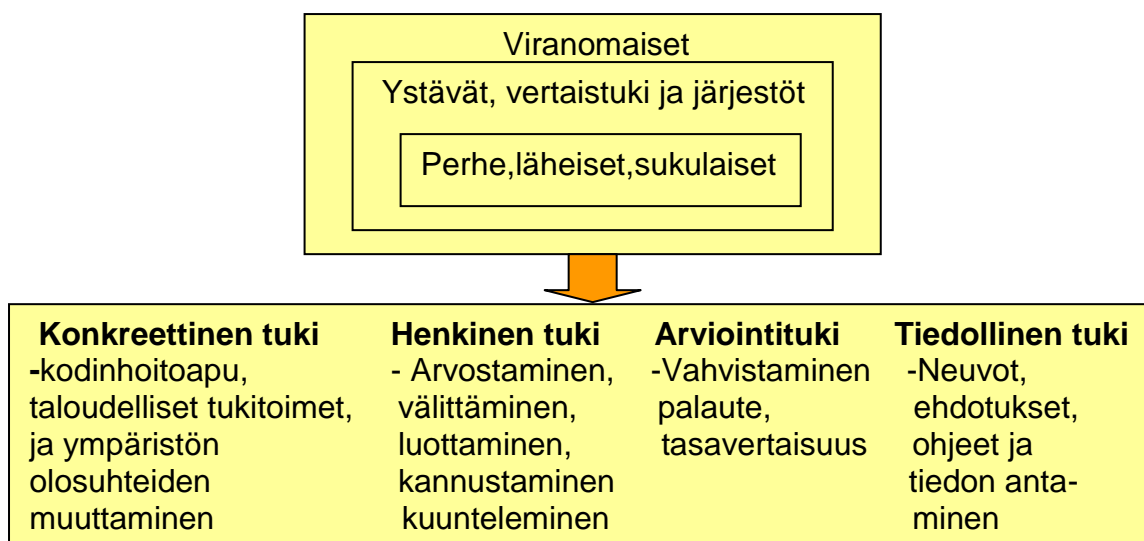 Viranomaiset
Ystävät, vertaistuki ja järjestöt
Perhe,läheiset,sukulaiset
Konkreettinen tuki
-kodinhoitoapu,
taloudelliset tukitoimet,
ja ympäristön
olosuhteiden
muuttaminen
Henkinen tuki
- Arvostaminen,
välittäminen,
luottaminen,
kannustaminen
kuunteleminen
Arviointituki
-Vahvistaminen
palaute,
tasavertaisuus
Tiedollinen tuki
-Neuvot,
ehdotukset,
ohjeet ja
tiedon anta-
minen